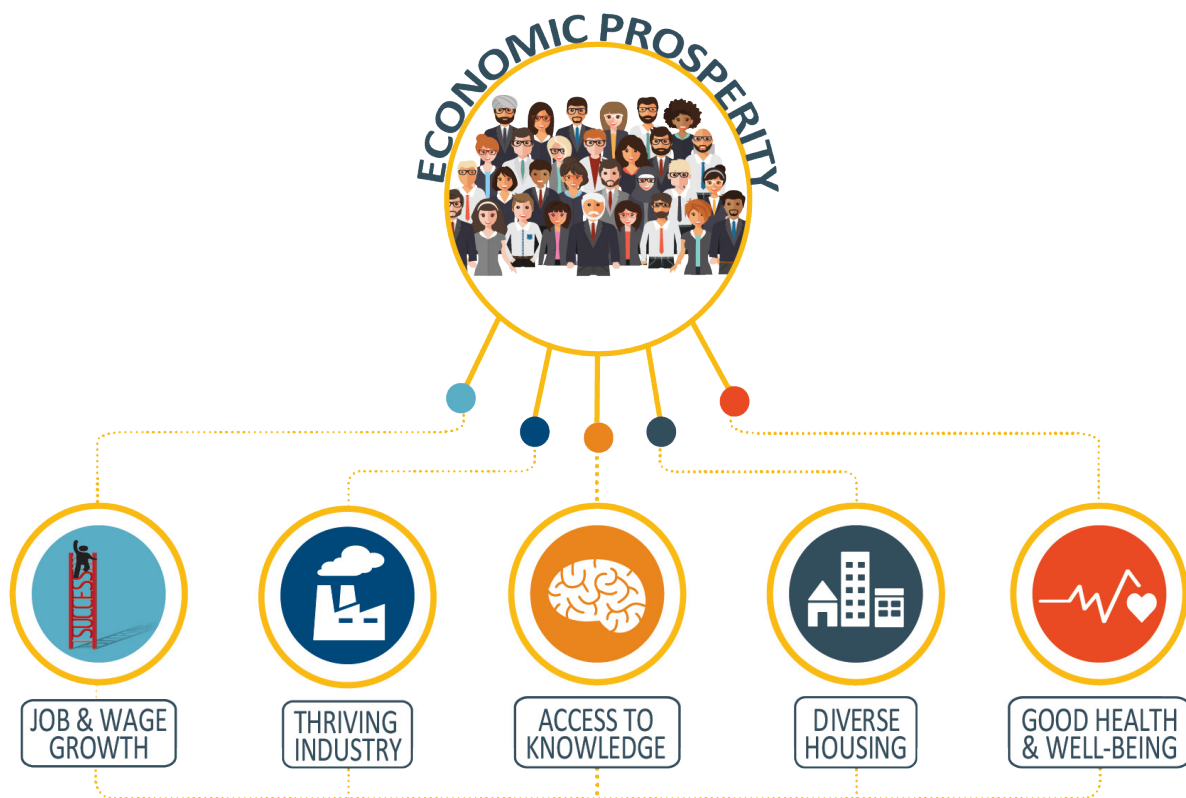 ECONOMIC PROSPERITY
SUCCESS
JOB & WAGE
GROWTH
THRIVING
INDUSTRY
ACCESS TO
KNOWLEDGE
DIVERSE
HOUSING
GOOD HEALTH
& WELL-BEING